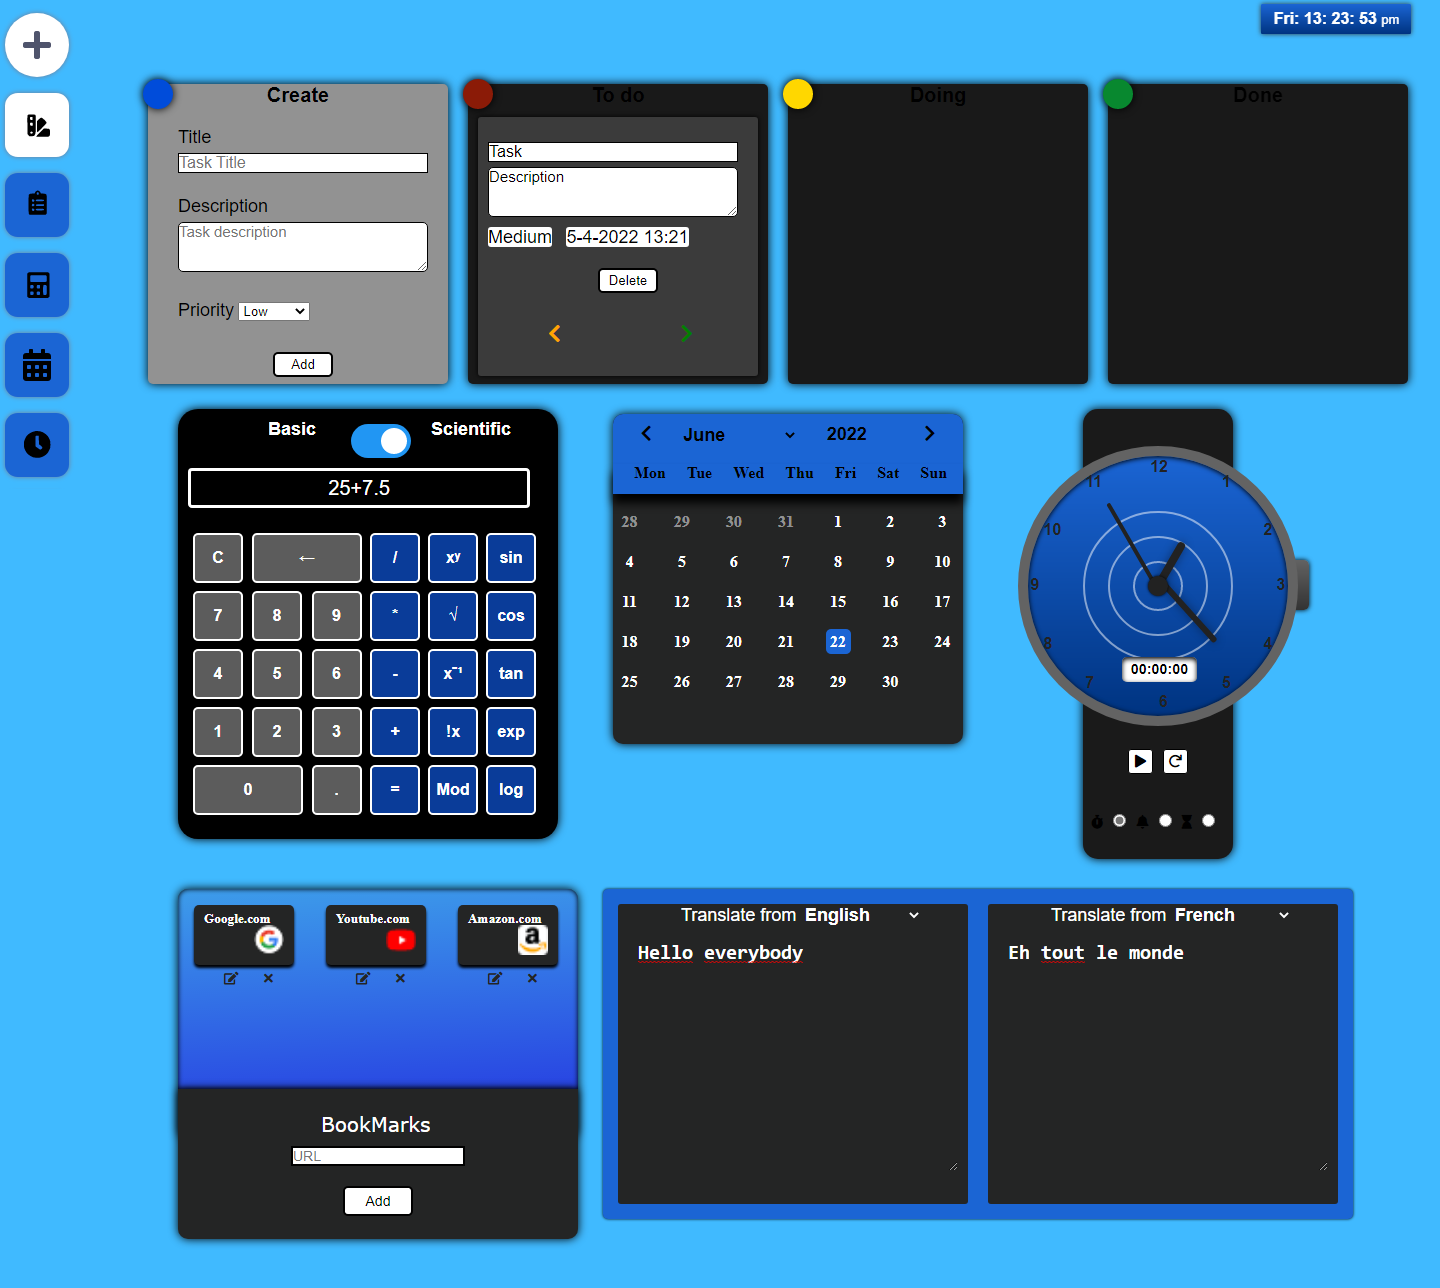 Fri: 13: 23: 53 pm
Create
Title
Task Title
Description
Task description
Priority Low
Add
To do
Task
Description
Medium 5-4-2022 13:21
Delete
Doing
Done
Basic Scientific
25+7.5
C ← / xʸ sin
7 8 9 * √ cos
4 5 6 - x⁻¹ tan
1 2 3 + !x exp
0 . = Mod log
June 2022
Mon Tue Wed Thu Fri Sat Sun
28 29 30 31 1 2 3
4 5 6 7 8 9 10
11 12 13 14 15 16 17
18 19 20 21 22 23 24
25 26 27 28 29 30
12
11 1
10 2
9 3
8 4
7 5
6
00:00:00
Google.com Youtube.com Amazon.com
BookMarks
URL
Add
Translate from English
Hello everybody
Translate from French
Eh tout le monde